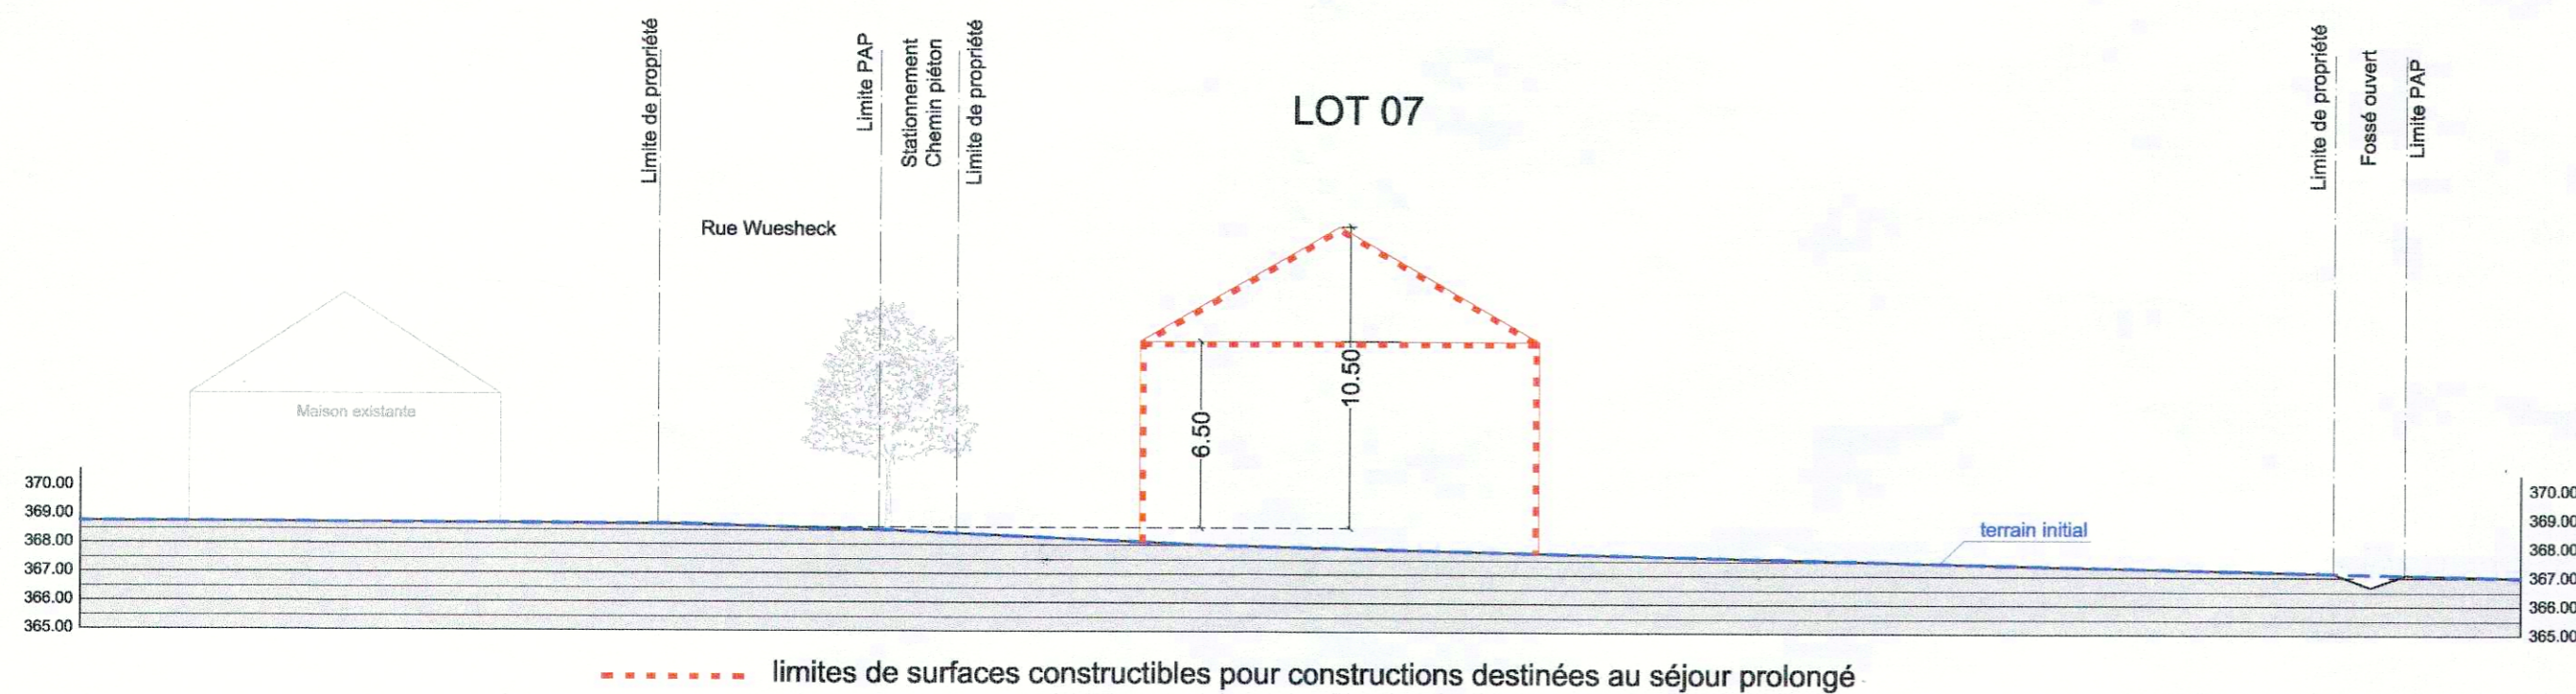 Limite de propriété
Limite PAP
Stationnement
Chemin piéton
Limite de propriété
LOT 07
Limite de propriété
Fossé ouvert
Limite PAP
Rue Wuesheck
Maison existante
6.50
10.50
terrain initial
370.00
369.00
368.00
367.00
366.00
365.00
370.00
369.00
368.00
367.00
366.00
365.00
limites de surfaces constructibles pour constructions destinées au séjour prolongé